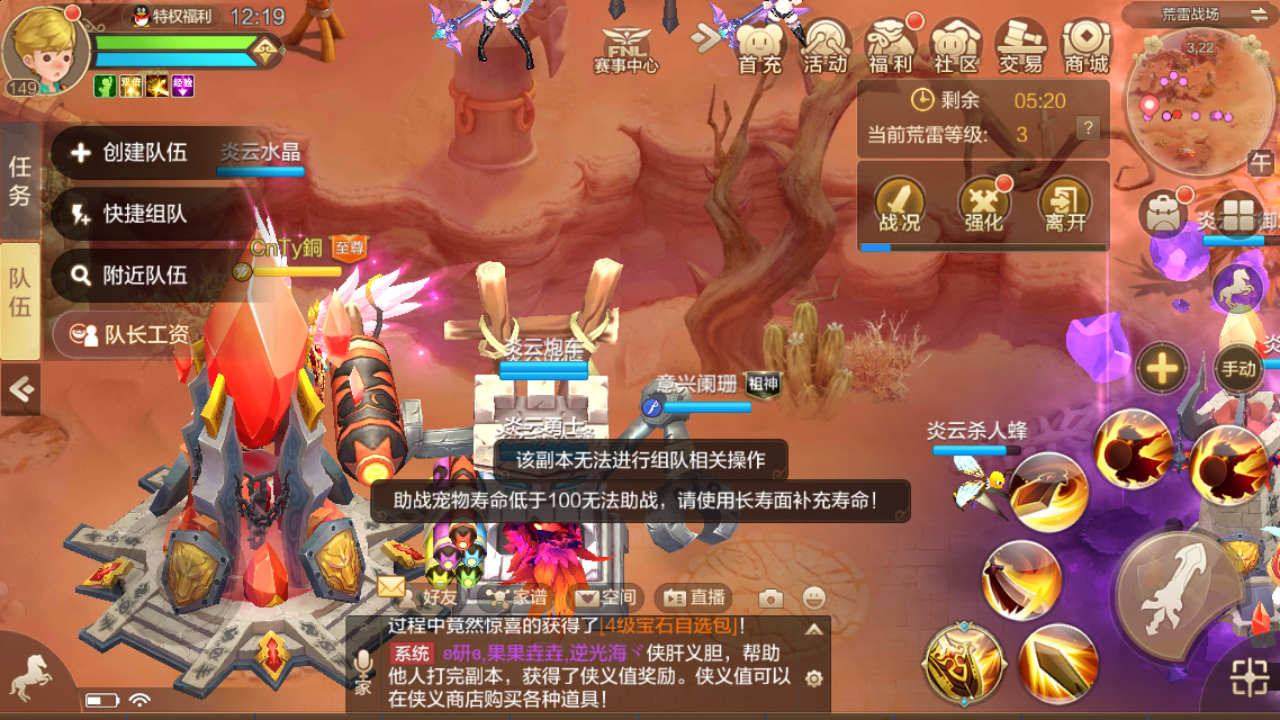 特权福利 12:19
149
双倍
经验
FNL
赛事中心
首充
活动
福利
社区
交易
商城
荒雷战场
3,22
午
剩余 05:20
当前荒雷等级: 3
?
战况
强化
离开
任务
队伍
创建队伍
快捷组队
附近队伍
队长工资
炎云水晶
CnTy銅 至尊
炎云炮车
意兴阑珊 祖神
炎云勇士
炎云杀人蜂
手动
该副本无法进行组队相关操作
助战宠物寿命低于100无法助战，请使用长寿面补充寿命！
好友
家谱
空间
直播
家
过程中竟然惊喜的获得了[4级宝石自选包]！
系统 ɞ研ɞ,果果垚垚,逆光海ヾ侠肝义胆，帮助
他人打完副本，获得了侠义值奖励。侠义值可以
在侠义商店购买各种道具！